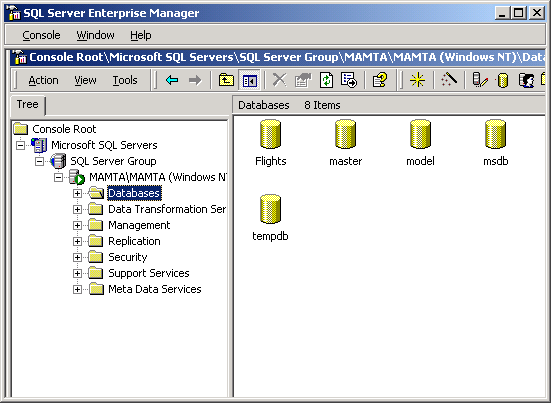 SQL Server Enterprise Manager
Console Window Help
Console Root\Microsoft SQL Servers\SQL Server Group\MAMTA\MAMTA (Windows NT)\Data
Action View Tools
Tree
Databases 8 Items
Console Root
Microsoft SQL Servers
SQL Server Group
MAMTA\MAMTA (Windows NT
Databases
Data Transformation Ser
Management
Replication
Security
Support Services
Meta Data Services
Flights master model msdb
tempdb